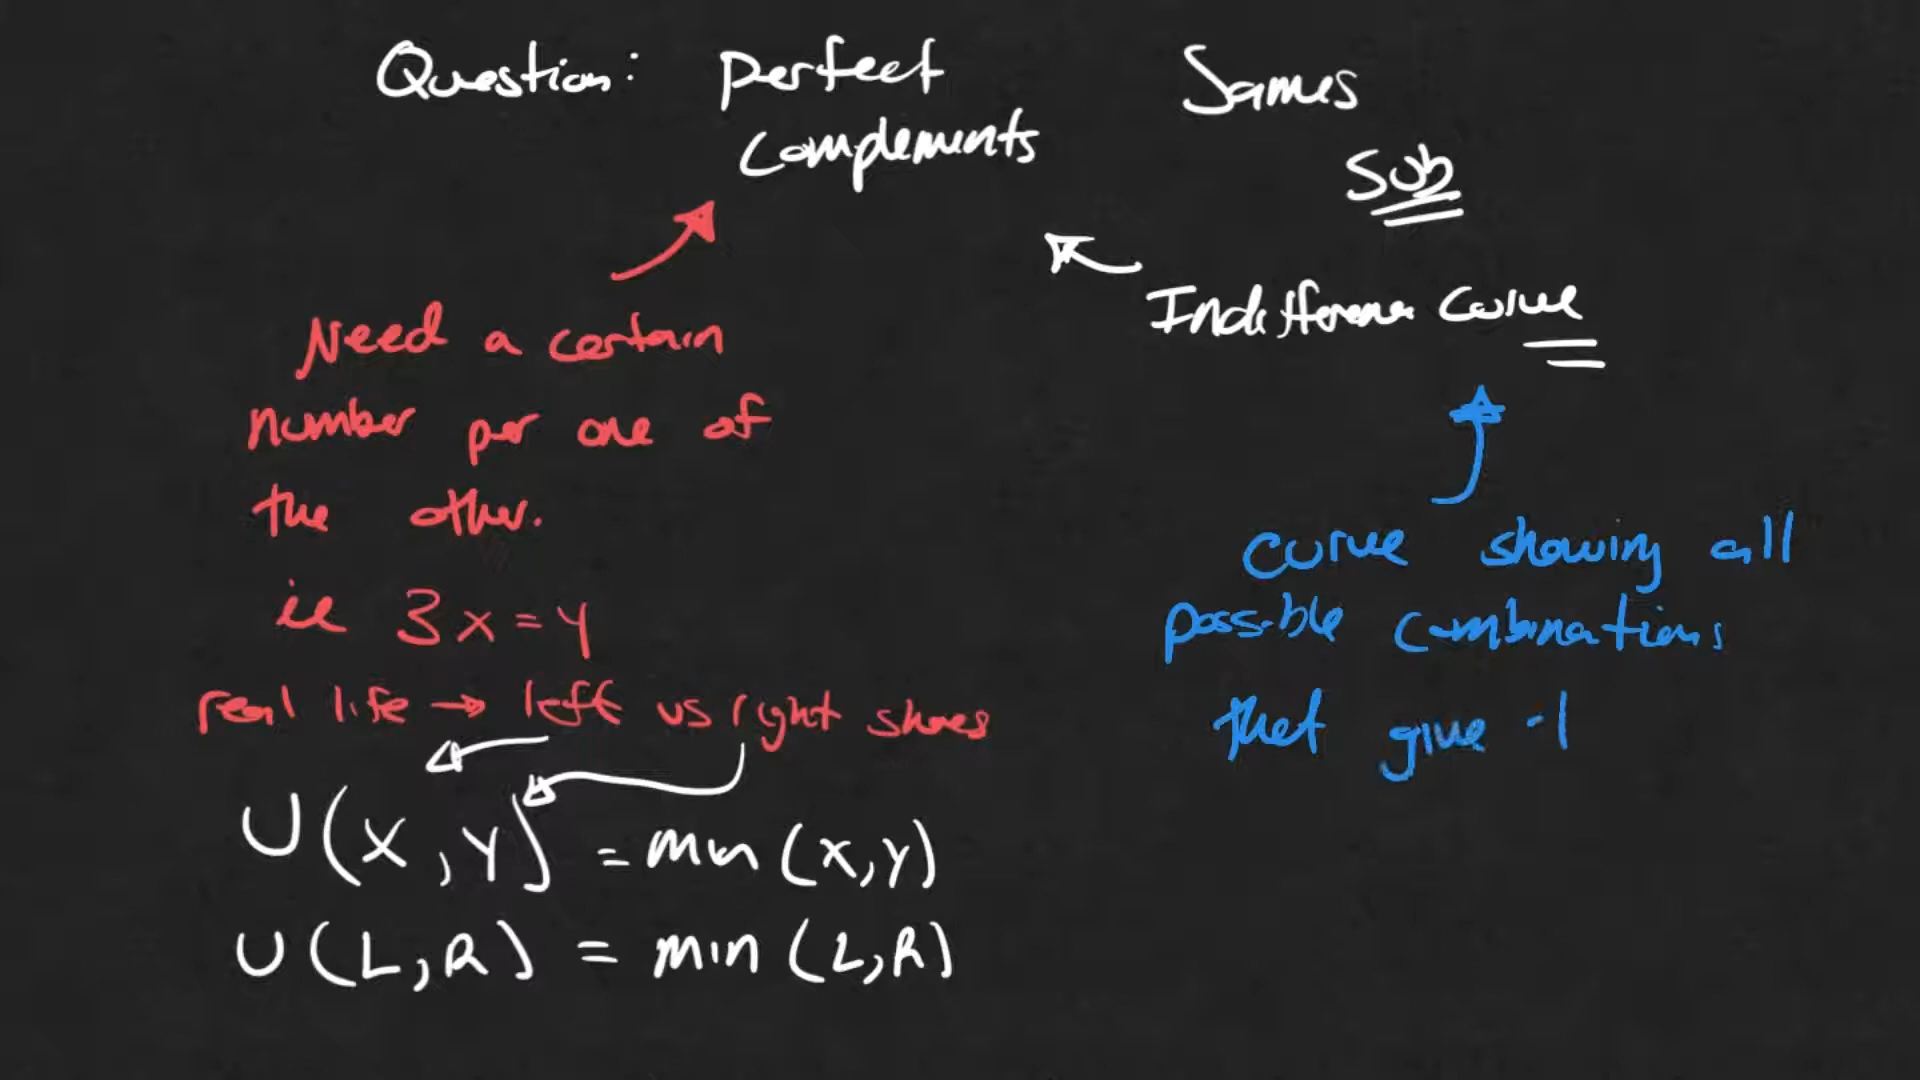 Question: perfect complements
James
Sub
Indifference curve
Need a certain
number per one of
the other.
ie 3x = y
real life → left vs right shoes
U(x,y) = min(x,y)
U(L,R) = min(L,R)
curve showing all
possible combinations
that give